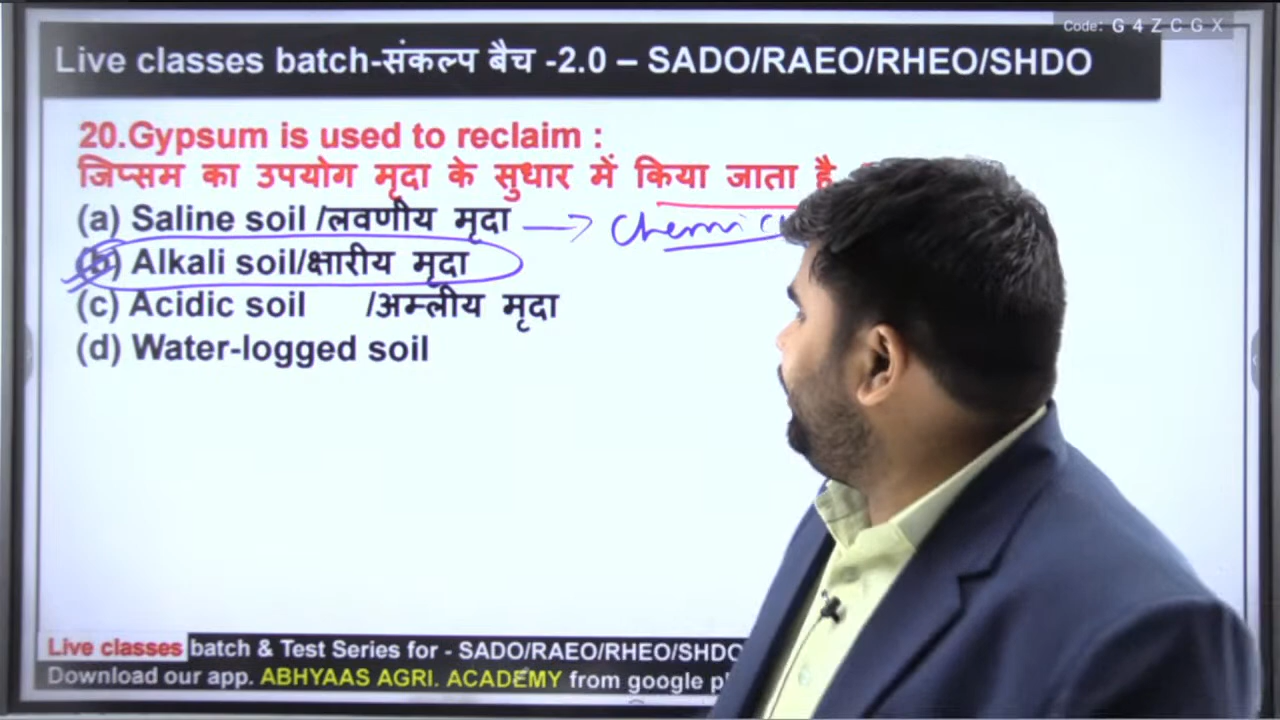 Code: G 4 Z C G X
Live classes batch-संकल्प बैच -2.0 – SADO/RAEO/RHEO/SHDO
20.Gypsum is used to reclaim :
जिप्सम का उपयोग मृदा के सुधार में किया जाता है
(a) Saline soil /लवणीय मृदा
(b) Alkali soil/क्षारीय मृदा
(c) Acidic soil /अम्लीय मृदा
(d) Water-logged soil
Live classes batch & Test Series for - SADO/RAEO/RHEO/SHDO
Download our app. ABHYAAS AGRI. ACADEMY from google